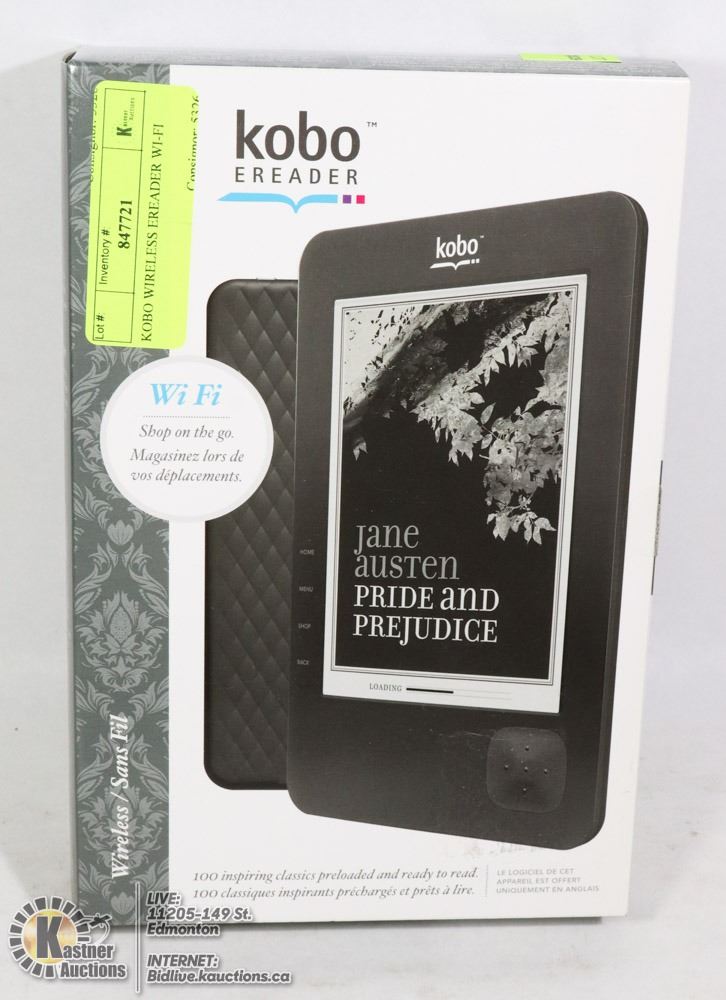 Lot #:
Inventory #:
847721
Kastner
Auctions
KOBO WIRELESS EREADER WI-FI
Consignor: 5326
kobo™
EREADER
kobo™
Wi Fi
Shop on the go.
Magasinez lors de
vos déplacements.
HOME
MENU
SHOP
BACK
Jane
Austen
PRIDE and
PREJUDICE
LOADING
Wireless / Sans Fil
100 inspiring classics preloaded and ready to read.
100 classiques inspirants préchargés et prêts à lire.
LE LOGICIEL DE CET
APPAREIL EST OFFERT
UNIQUEMENT EN ANGLAIS
Kastner
Auctions
LIVE:
11205-149 St.
Edmonton
INTERNET:
Bidlive.kauctions.ca